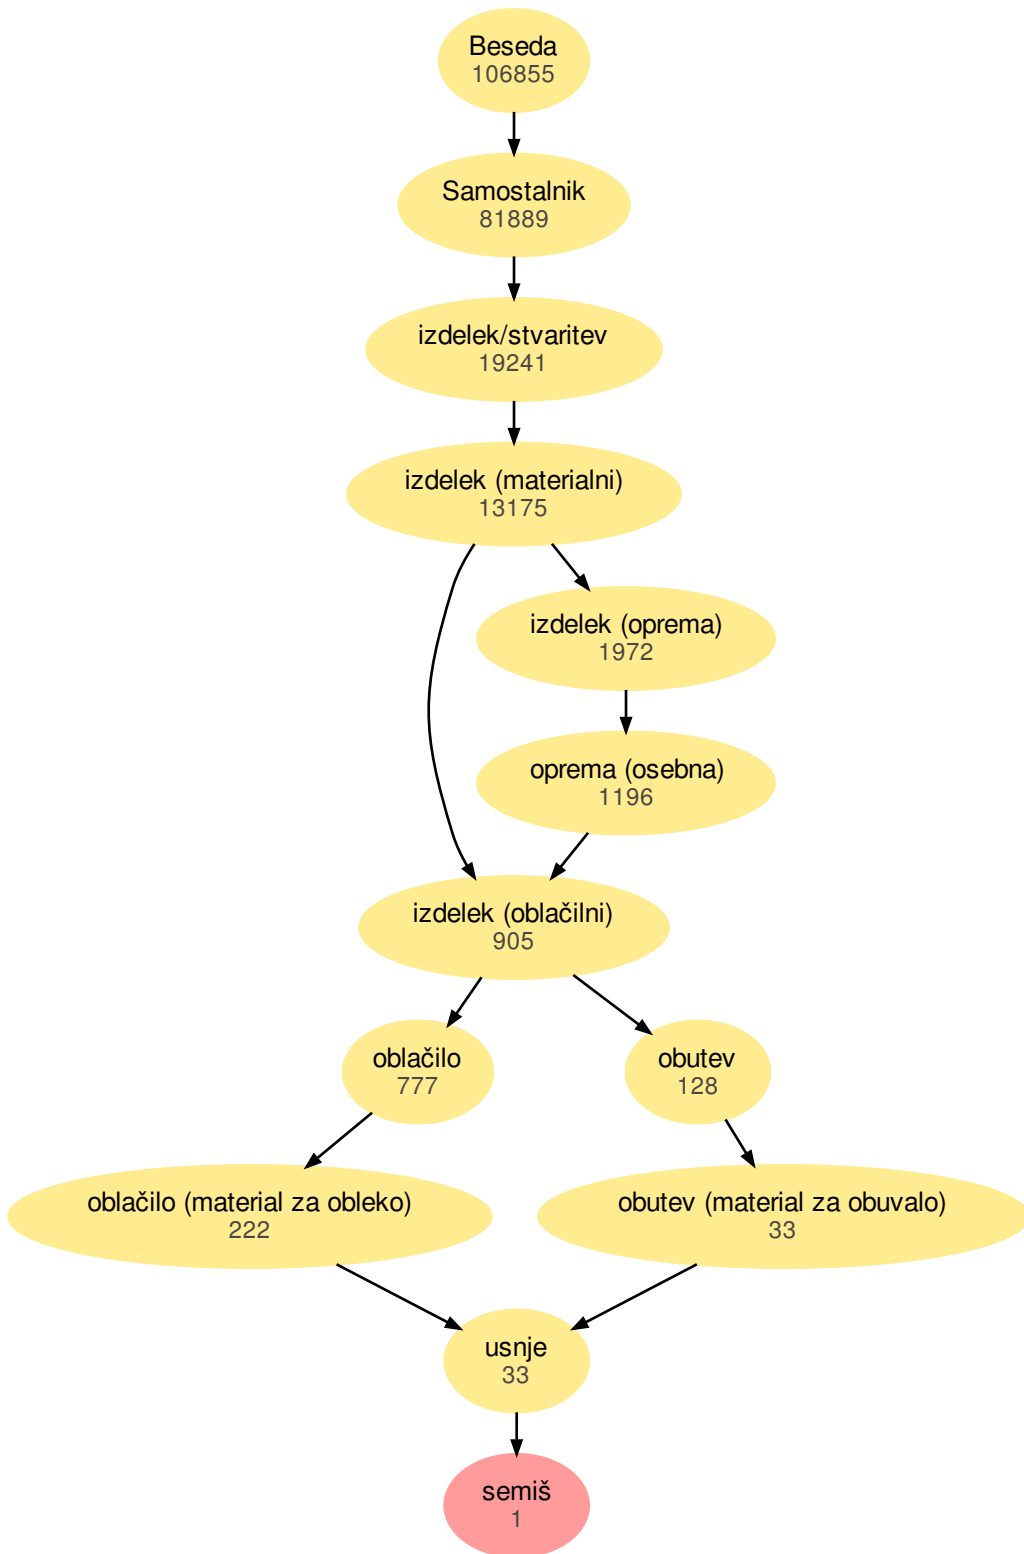 Beseda
106855
Samostalnik
81889
izdelek/stvaritev
19241
izdelek (materialni)
13175
izdelek (oprema)
1972
oprema (osebna)
1196
izdelek (oblačilni)
905
oblačilo
777
obutev
128
oblačilo (material za obleko)
222
obutev (material za obuvalo)
33
usnje
33
semiš
1